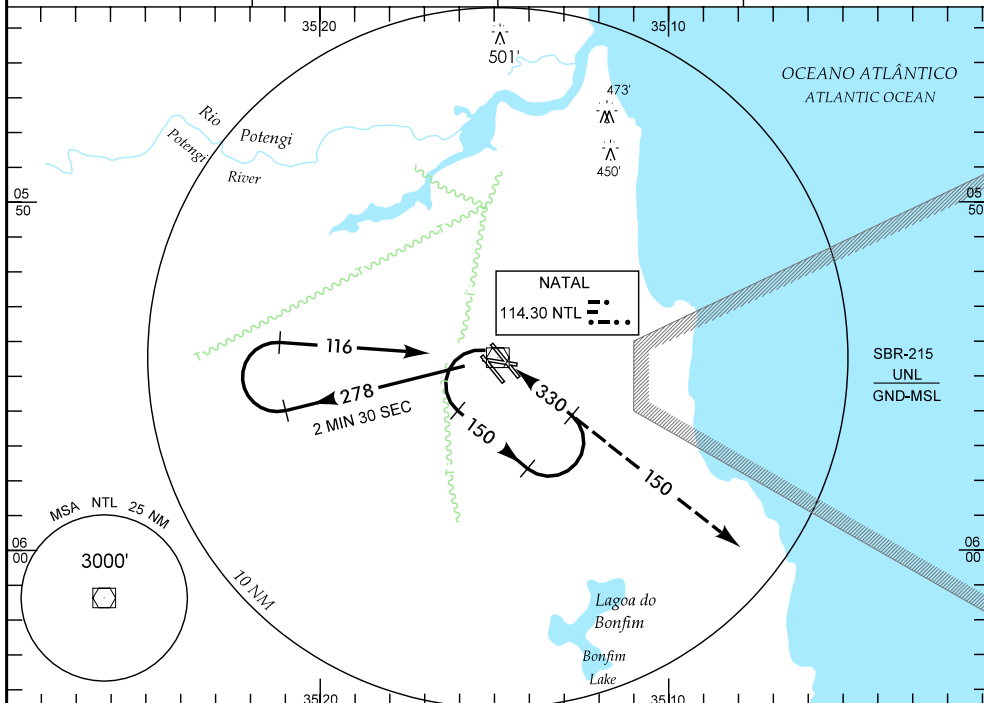 35 20
35 10
501'
OCEANO ATLÂNTICO
ATLANTIC OCEAN
473'
Rio Potengi
Potengi River
450'
05
50
05
50
NATAL
114.30 NTL
116
278
2 MIN 30 SEC
330
150
150
SBR-215
UNL
GND-MSL
MSA NTL 25 NM
3000'
06
00
06
00
10 NM
Lagoa do
Bonfim
Bonfim
Lake
35 20
35 10
T
T
T
T
T
T